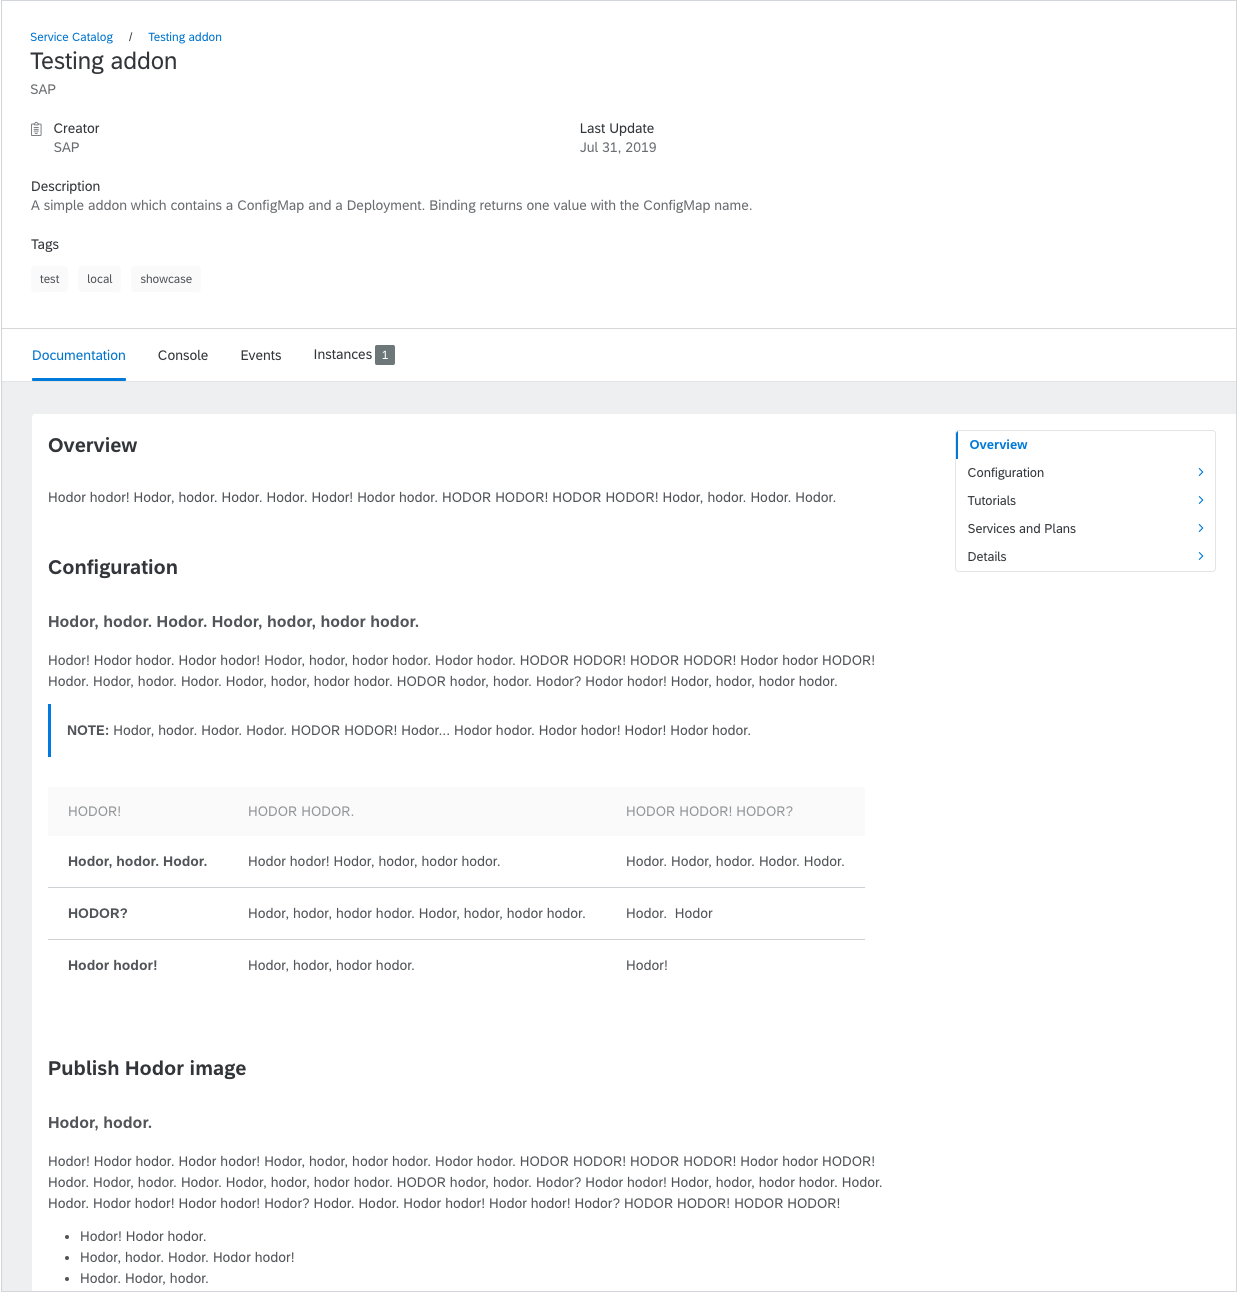 Service Catalog / Testing addon
Testing addon
SAP
Creator
SAP
Last Update
Jul 31, 2019
Description
A simple addon which contains a ConfigMap and a Deployment. Binding returns one value with the ConfigMap name.
Tags
test local showcase
Documentation Console Events Instances 1
Overview
Hodor hodor! Hodor, hodor. Hodor. Hodor. Hodor! Hodor hodor. HODOR HODOR! HODOR HODOR! Hodor, hodor. Hodor. Hodor.
Configuration
Hodor, hodor. Hodor. Hodor, hodor, hodor hodor.
Hodor! Hodor hodor. Hodor hodor! Hodor, hodor, hodor hodor. Hodor hodor. HODOR HODOR! HODOR HODOR! Hodor hodor HODOR!
Hodor. Hodor, hodor. Hodor. Hodor, hodor, hodor hodor. HODOR hodor, hodor. Hodor? Hodor hodor! Hodor, hodor, hodor hodor.
NOTE: Hodor, hodor. Hodor. Hodor. HODOR HODOR! Hodor... Hodor hodor. Hodor hodor! Hodor! Hodor hodor.
HODOR! HODOR HODOR. HODOR HODOR! HODOR?
Hodor, hodor. Hodor. Hodor hodor! Hodor, hodor, hodor hodor. Hodor. Hodor, hodor. Hodor. Hodor.
HODOR? Hodor, hodor, hodor hodor. Hodor, hodor, hodor hodor. Hodor. Hodor
Hodor hodor! Hodor, hodor, hodor hodor. Hodor!
Publish Hodor image
Hodor, hodor.
Hodor! Hodor hodor. Hodor hodor! Hodor, hodor, hodor hodor. Hodor hodor. HODOR HODOR! HODOR HODOR! Hodor hodor HODOR!
Hodor. Hodor, hodor. Hodor. Hodor, hodor, hodor hodor. HODOR hodor, hodor. Hodor? Hodor hodor! Hodor, hodor, hodor hodor. Hodor.
Hodor. Hodor hodor! Hodor hodor! Hodor? Hodor. Hodor. Hodor hodor! Hodor hodor! Hodor? HODOR HODOR! HODOR HODOR!
• Hodor! Hodor hodor.
• Hodor, hodor. Hodor. Hodor hodor!
• Hodor. Hodor, hodor.
Overview
Configuration
Tutorials
Services and Plans
Details